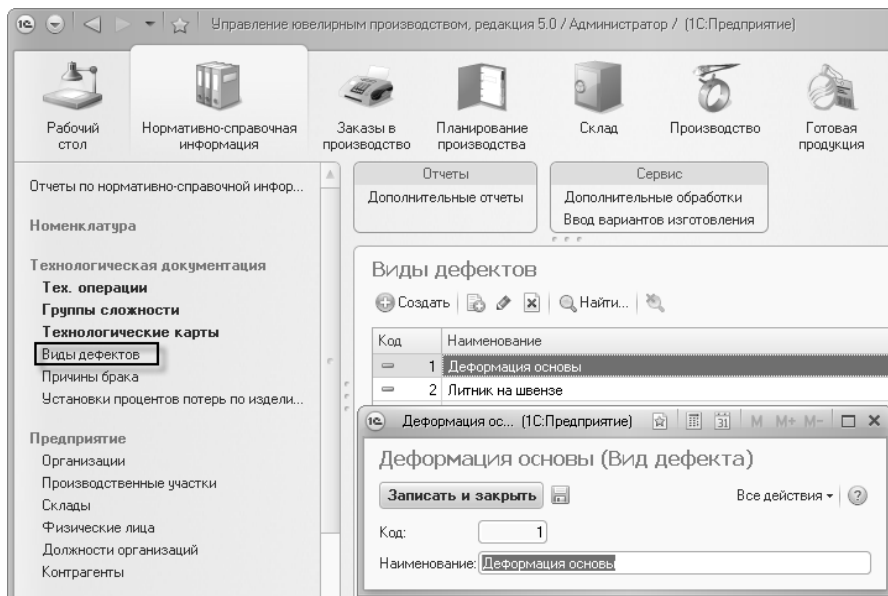 Управление ювелирным производством, редакция 5.0 / Администратор / (1С:Предприятие)
Рабочий стол
Нормативно-справочная информация
Заказы в производство
Планирование производства
Склад
Производство
Готовая продукция
Отчеты по нормативно-справочной инфор...
Номенклатура
Технологическая документация
Тех. операции
Группы сложности
Технологические карты
Виды дефектов
Причины брака
Установки процентов потерь по издели...
Предприятие
Организации
Производственные участки
Склады
Физические лица
Должности организаций
Контрагенты
Отчеты
Дополнительные отчеты
Сервис
Дополнительные обработки
Ввод вариантов изготовления
Виды дефектов
Создать Найти...
Код Наименование
1 Деформация основы
2 Литник на швензе
Деформация ос... (1С:Предприятие) 31 M M+ M-
Деформация основы (Вид дефекта)
Записать и закрыть Все действия
Код: 1
Наименование: Деформация основы